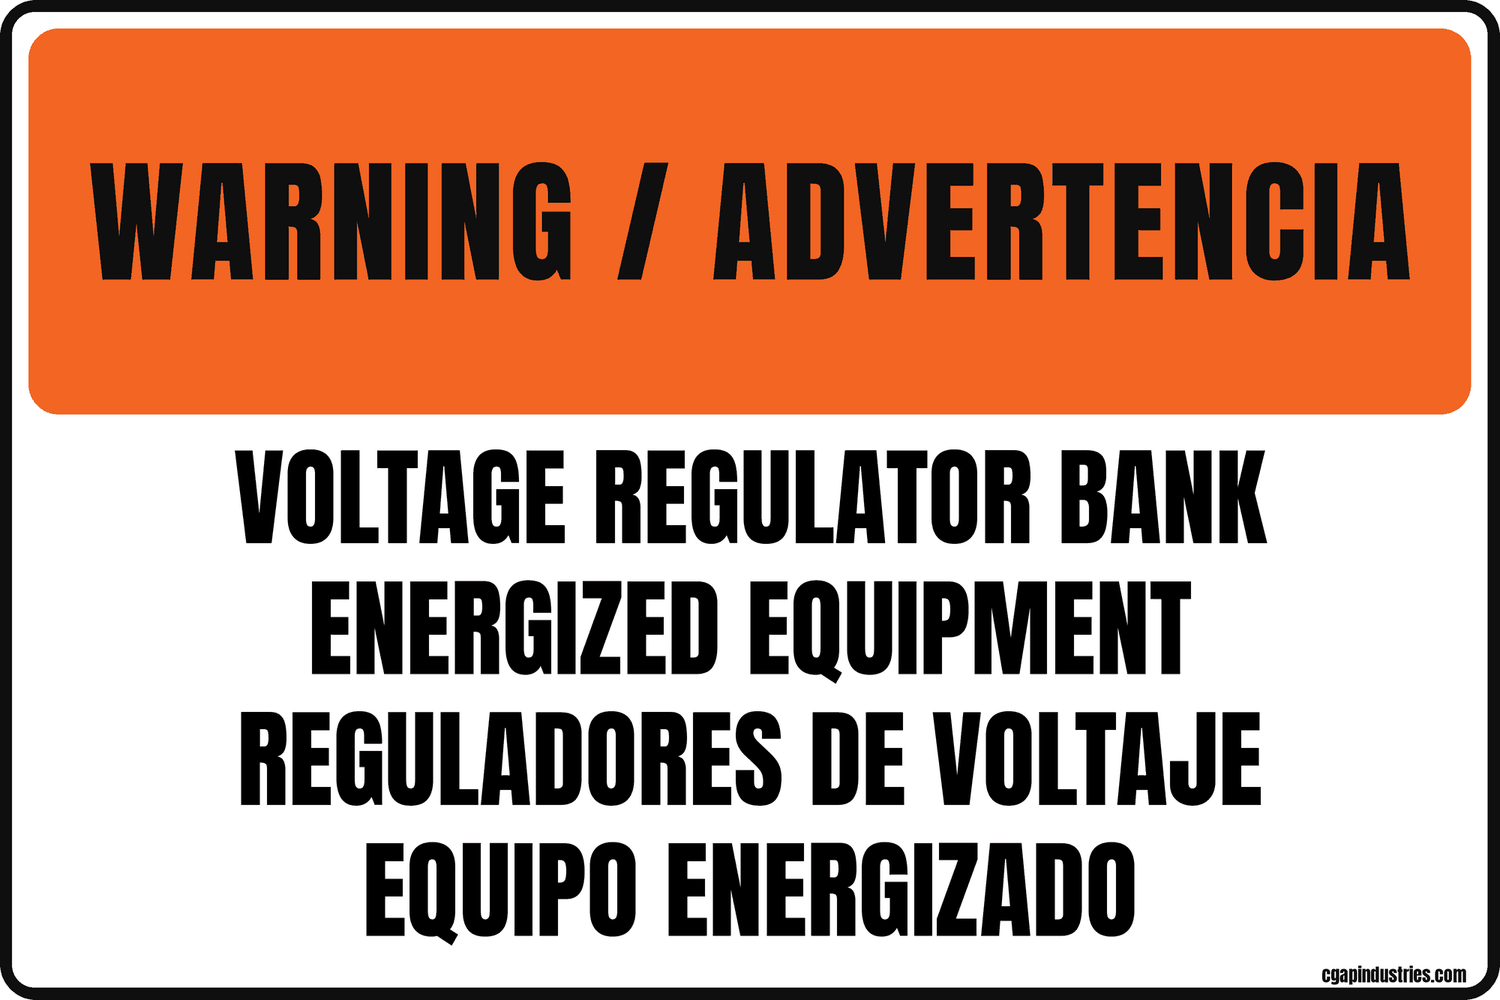 WARNING / ADVERTENCIA
VOLTAGE REGULATOR BANK
ENERGIZED EQUIPMENT
REGULADORES DE VOLTAJE
EQUIPO ENERGIZADO
cgapindustries.com